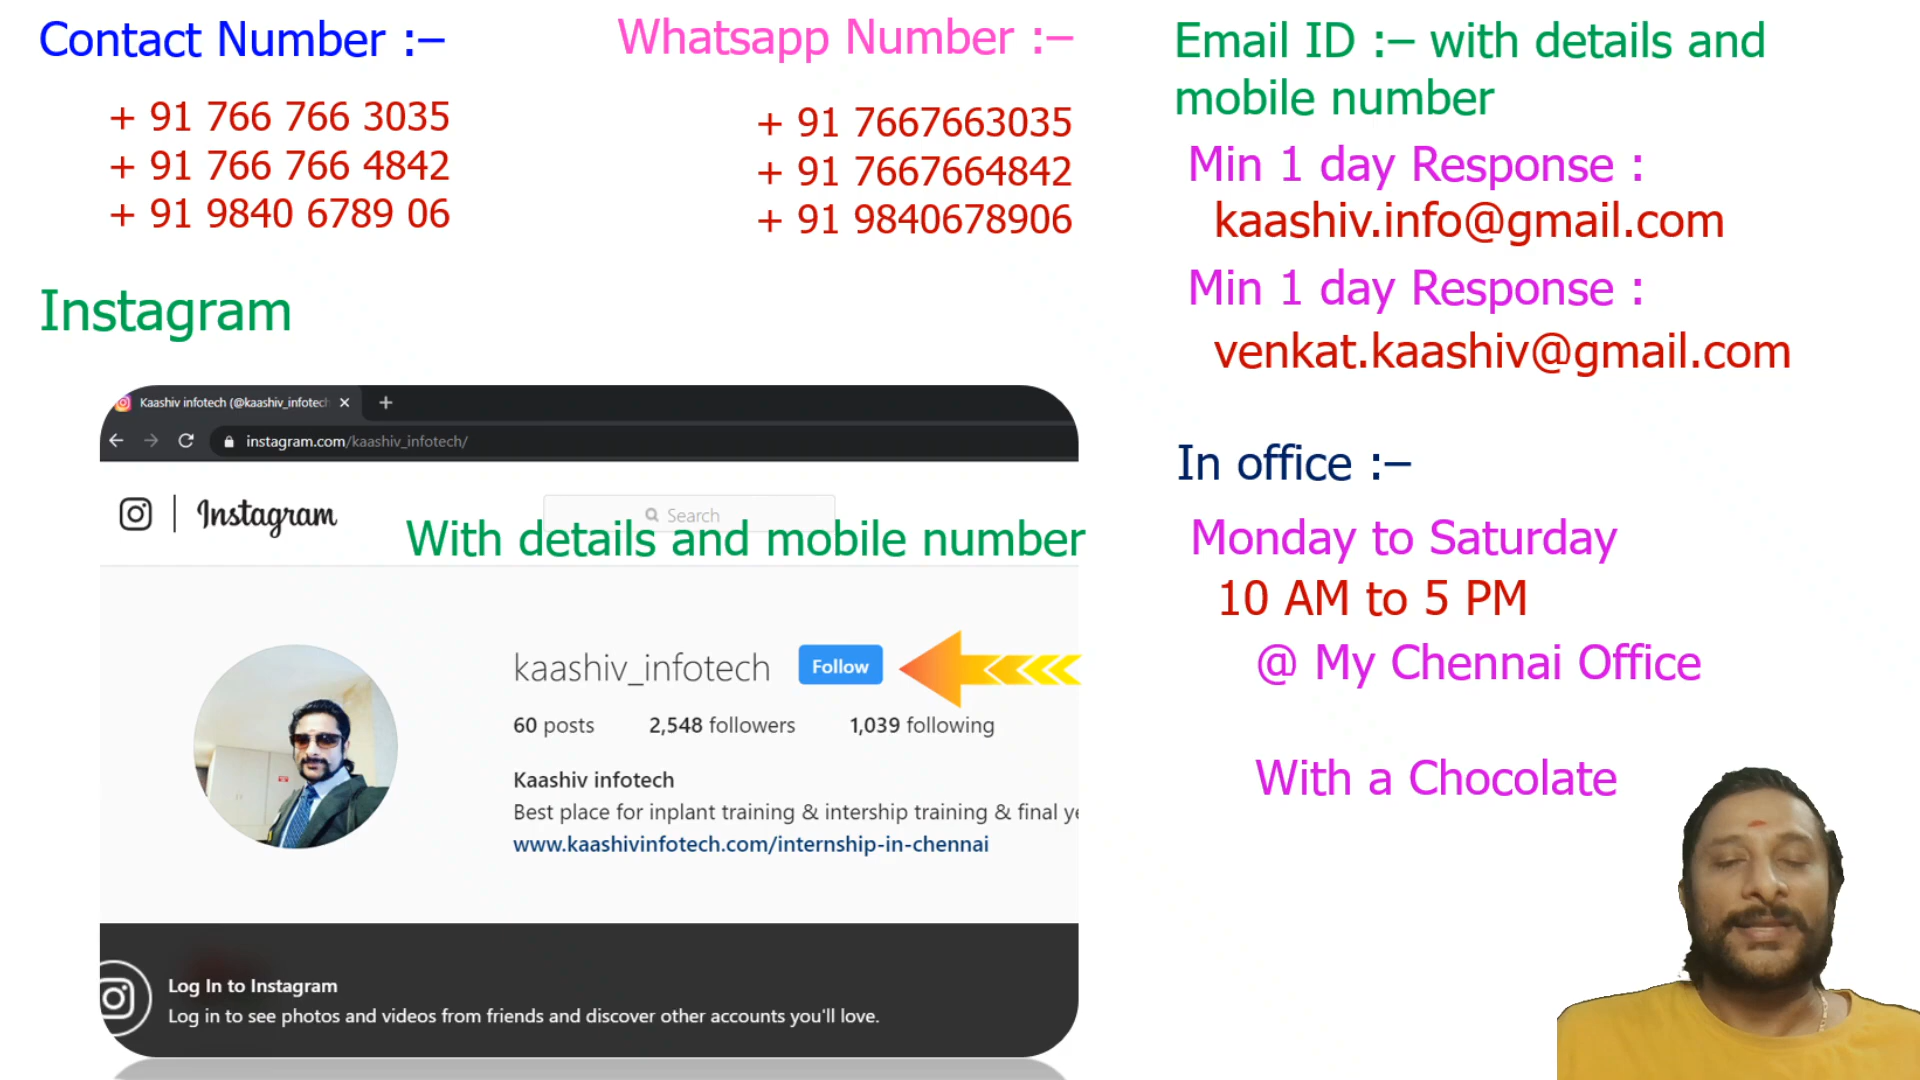 Contact Number :–
+ 91 766 766 3035
+ 91 766 766 4842
+ 91 9840 6789 06
Whatsapp Number :–
+ 91 7667663035
+ 91 7667664842
+ 91 9840678906
Email ID :– with details and
mobile number
Min 1 day Response :
kaashiv.info@gmail.com
Min 1 day Response :
venkat.kaashiv@gmail.com
In office :–
Monday to Saturday
10 AM to 5 PM
@ My Chennai Office
With a Chocolate
Instagram
Kaashiv infotech (@kaashiv_infotech
instagram.com/kaashiv_infotech/
Instagram
Search
With details and mobile number
kaashiv_infotech Follow
60 posts 2,548 followers 1,039 following
Kaashiv infotech
Best place for inplant training & intership training & final ye
www.kaashivinfotech.com/internship-in-chennai
Log In to Instagram
Log in to see photos and videos from friends and discover other accounts you'll love.